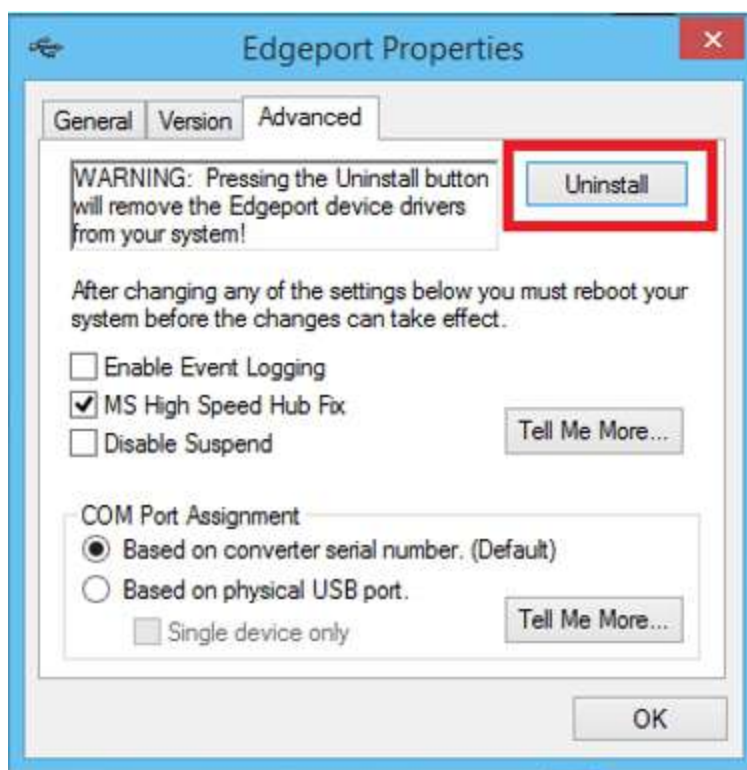 Edgeport Properties
General Version Advanced
WARNING: Pressing the Uninstall button
will remove the Edgeport device drivers
from your system!
Uninstall
After changing any of the settings below you must reboot your
system before the changes can take effect.
Enable Event Logging
MS High Speed Hub Fix
Disable Suspend
Tell Me More...
COM Port Assignment
Based on converter serial number. (Default)
Based on physical USB port.
Single device only
Tell Me More...
OK